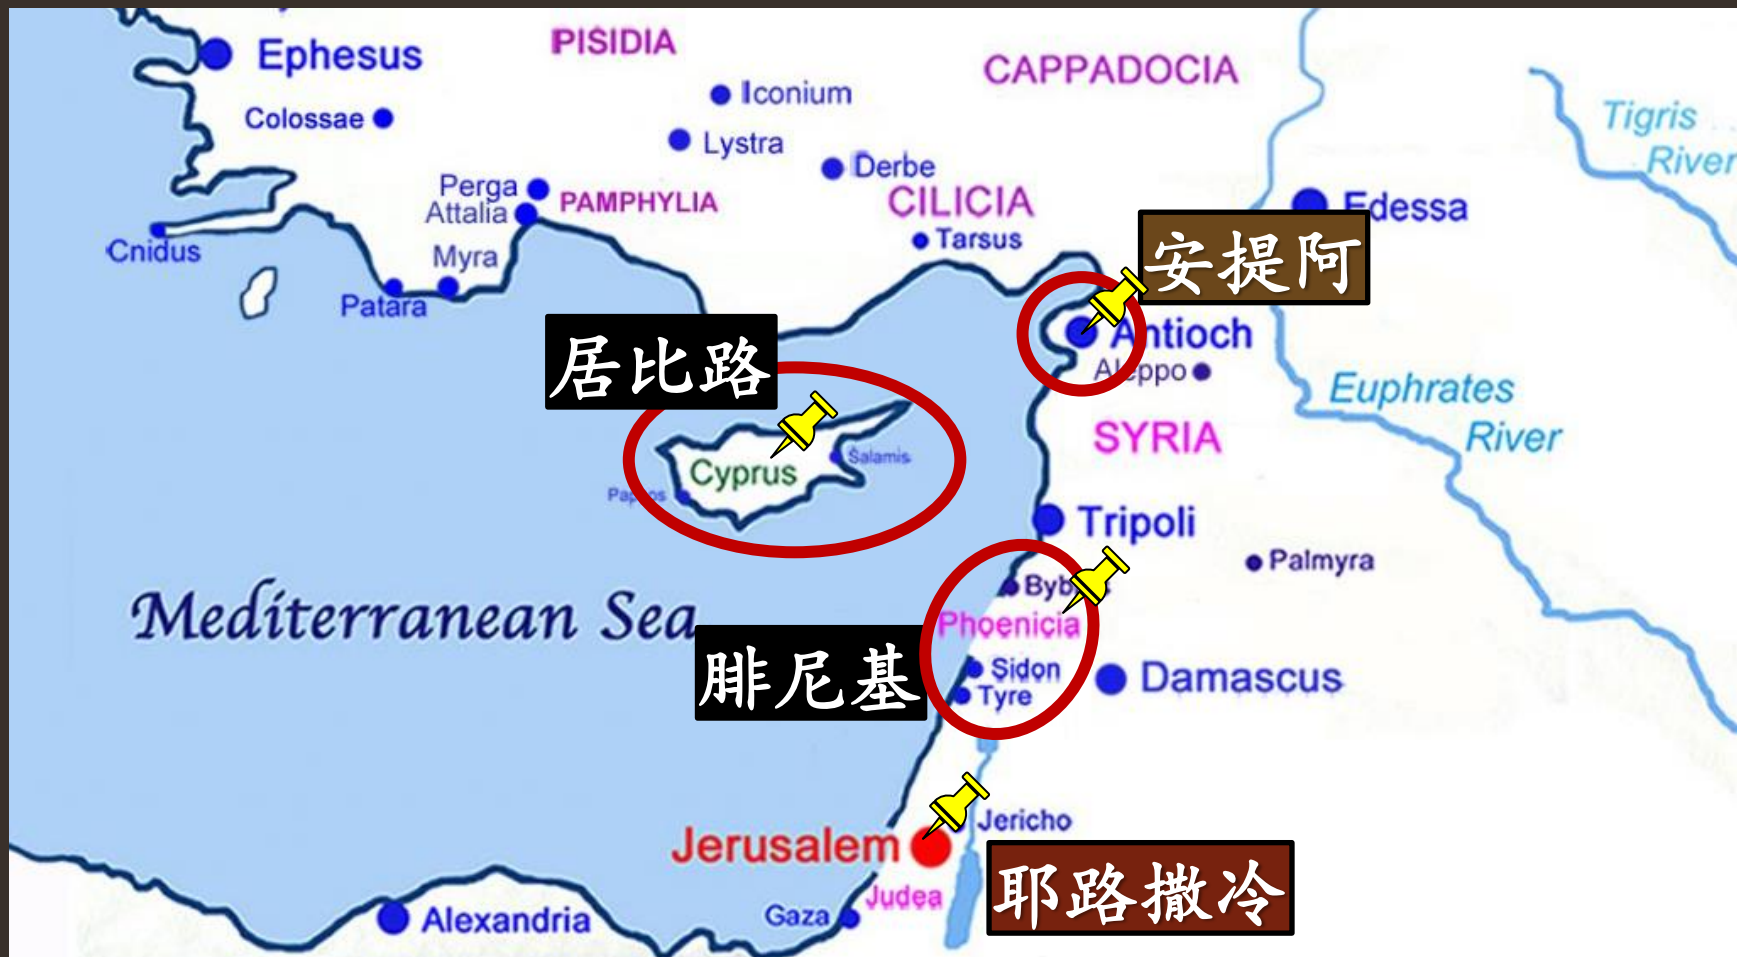 PISIDIA
Ephesus
CAPPADOCIA
Iconium
Colossae
Tigris
River
Lystra
Derbe
Perga
PAMPHYLIA
CILICIA
Edessa
Attalia
Tarsus
Cnidus
Myra
安提阿
Patara
Antioch
居比路
Aleppo
Euphrates
River
SYRIA
Salamis
Cyprus
Tripoli
Palmyra
Mediterranean Sea
Phoenicia
腓尼基
Sidon
Damascus
Tyre
Jericho
Jerusalem
耶路撒冷
Judea
Gaza
Alexandria